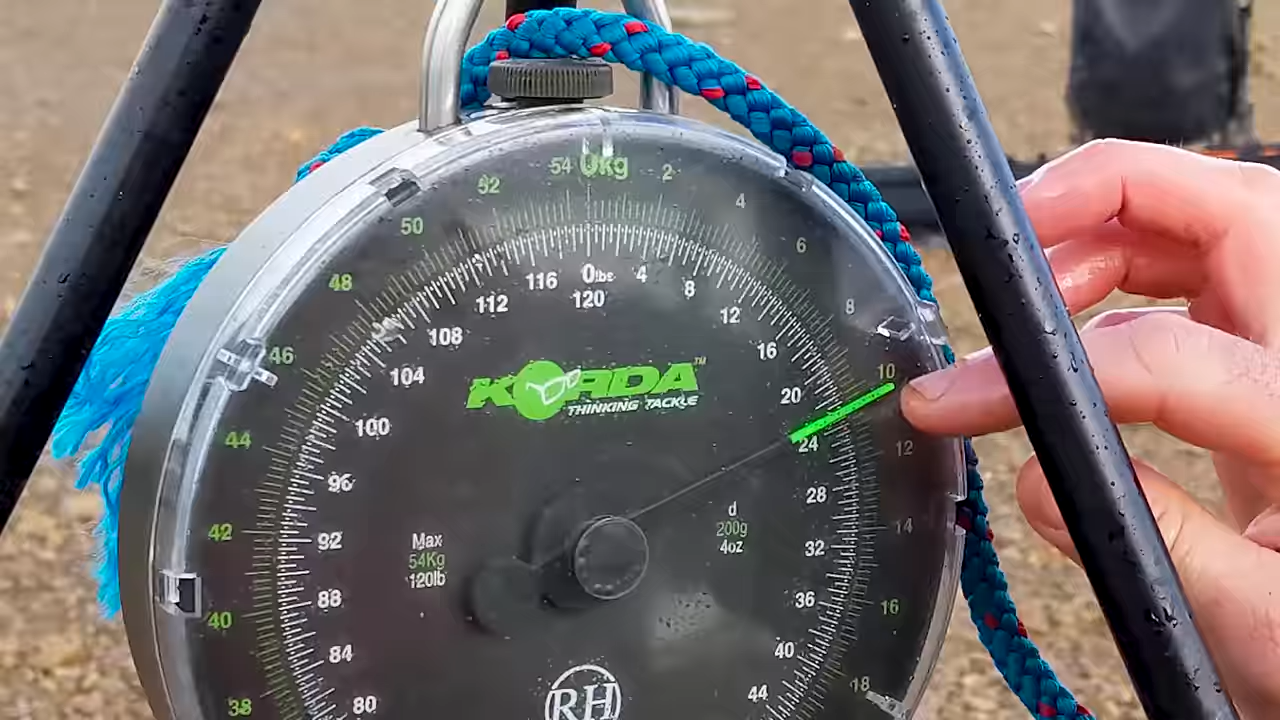 54 0kg 2
52 4
50 6
48 8
46 10
44 12
42 14
40 16
38 18
0lbs 4
116 120 8
112 12
108 16
104 20
100 24
96 28
92 32
88 36
84 40
80 44
KORDA™
THINKING TACKLE
Max
54Kg
120lb
d
200g
4oz
RH